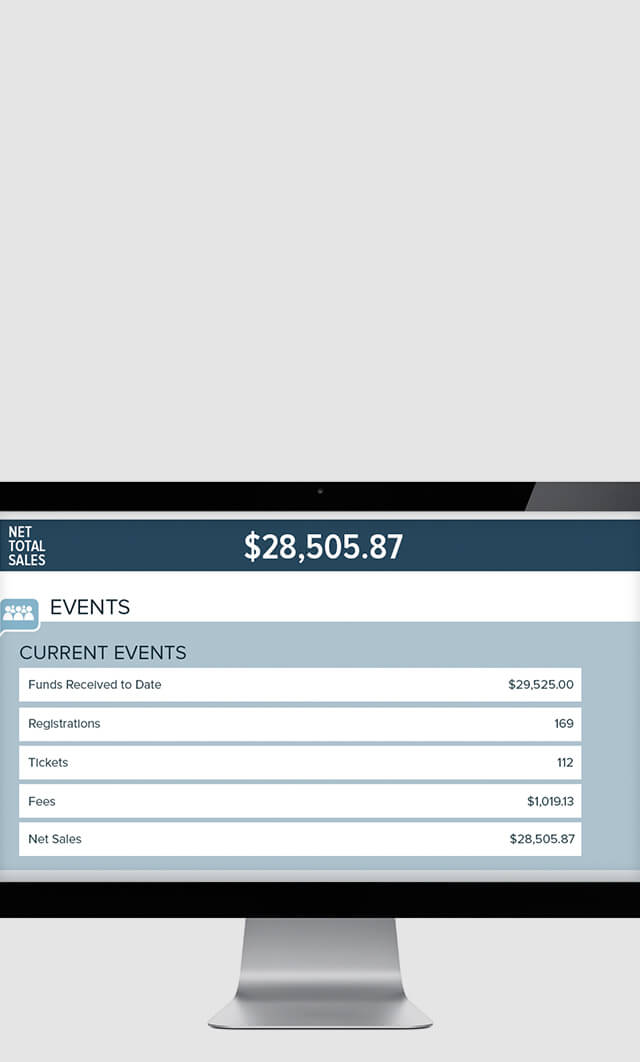 NET
TOTAL
SALES
$28,505.87
EVENTS
CURRENT EVENTS
Funds Received to Date $29,525.00
Registrations 169
Tickets 112
Fees $1,019.13
Net Sales $28,505.87